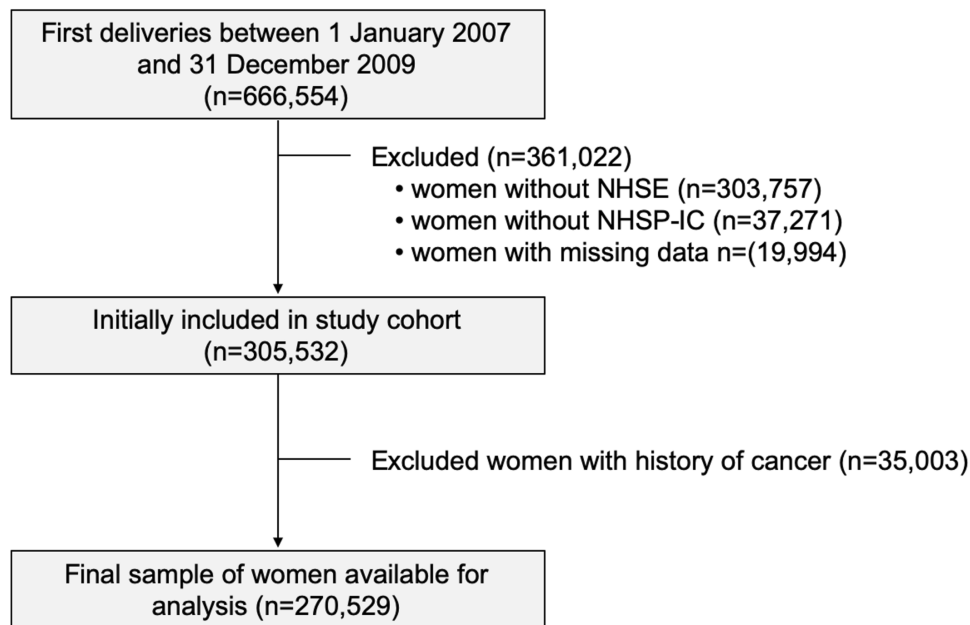 First deliveries between 1 January 2007
and 31 December 2009
(n=666,554)
Excluded (n=361,022)
• women without NHSE (n=303,757)
• women without NHSP-IC (n=37,271)
• women with missing data n=(19,994)
Initially included in study cohort
(n=305,532)
Excluded women with history of cancer (n=35,003)
Final sample of women available for
analysis (n=270,529)